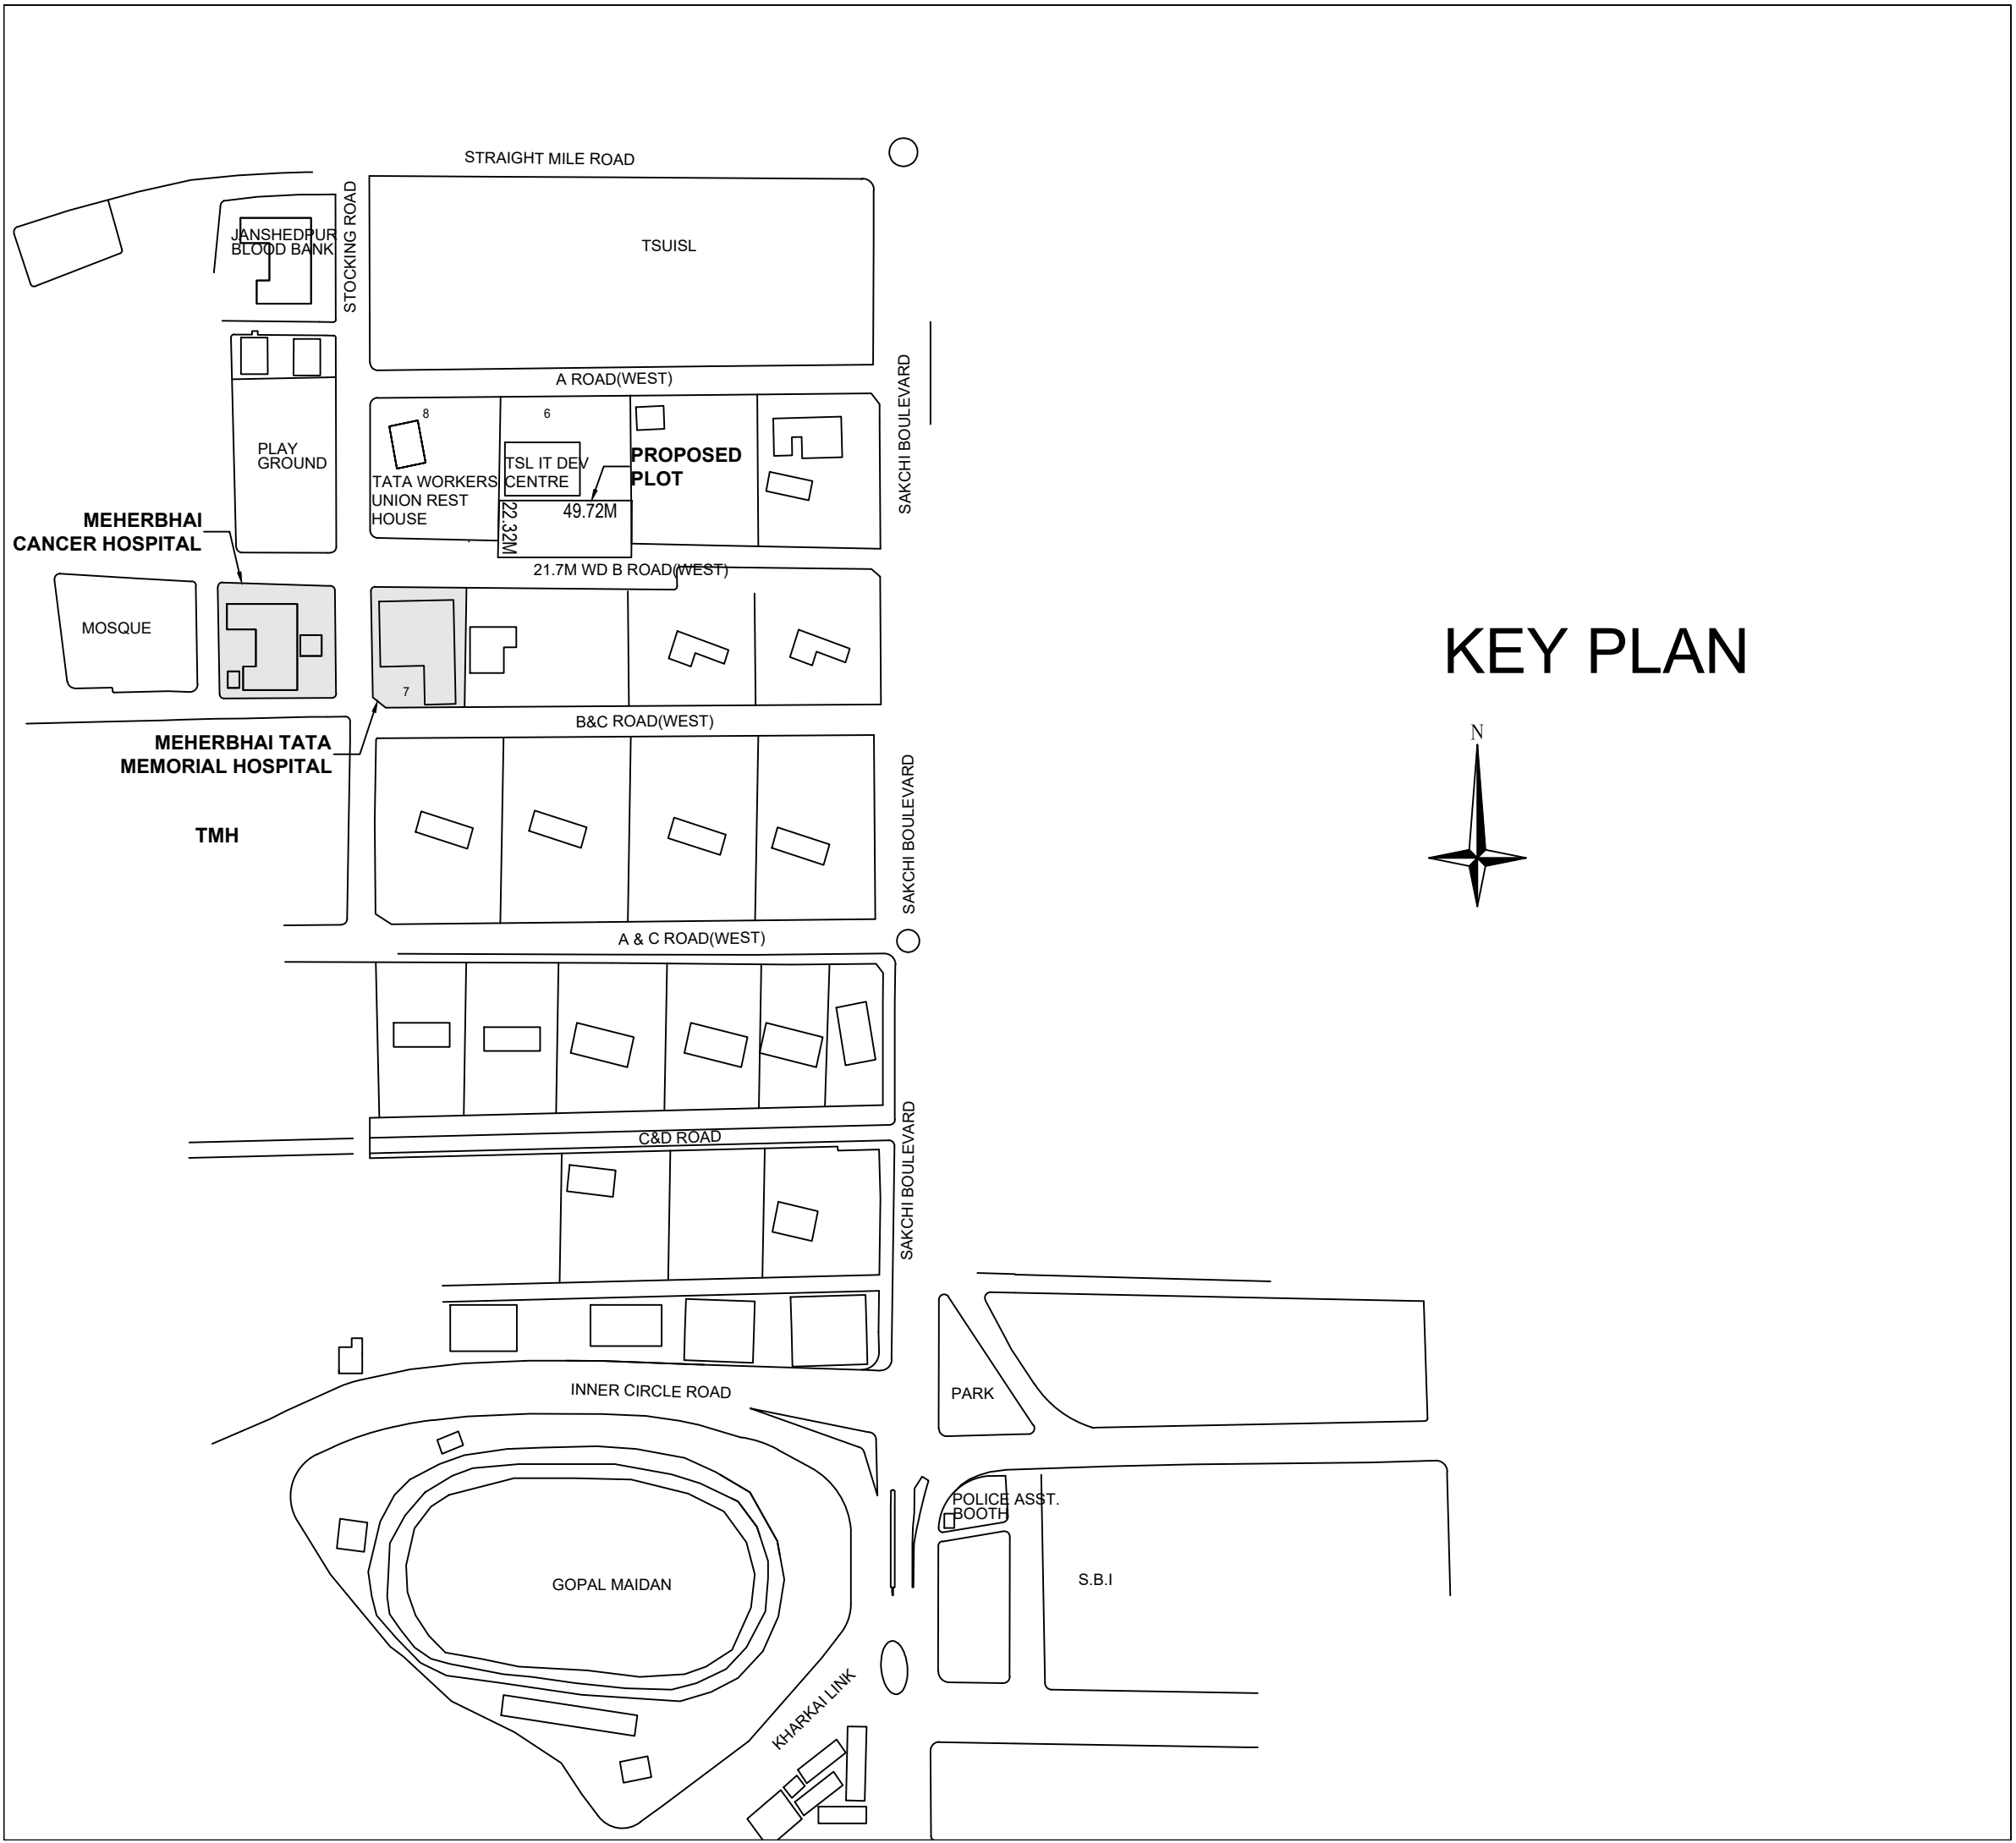 STRAIGHT MILE ROAD
STOCKING ROAD
JANSHEDPUR
BLOOD BANK
TSUISL
SAKCHI BOULEVARD
A ROAD(WEST)
8
6
PLAY
GROUND
TATA WORKERS
UNION REST
HOUSE
TSL IT DEV
CENTRE
PROPOSED
PLOT
49.72M
22.32M
MEHERBHAI
CANCER HOSPITAL
21.7M WD B ROAD(WEST)
MOSQUE
7
KEY PLAN
N
B&C ROAD(WEST)
MEHERBHAI TATA
MEMORIAL HOSPITAL
TMH
SAKCHI BOULEVARD
A & C ROAD(WEST)
C&D ROAD
SAKCHI BOULEVARD
INNER CIRCLE ROAD
PARK
POLICE ASST.
BOOTH
GOPAL MAIDAN
S.B.I
KHARKAI LINK